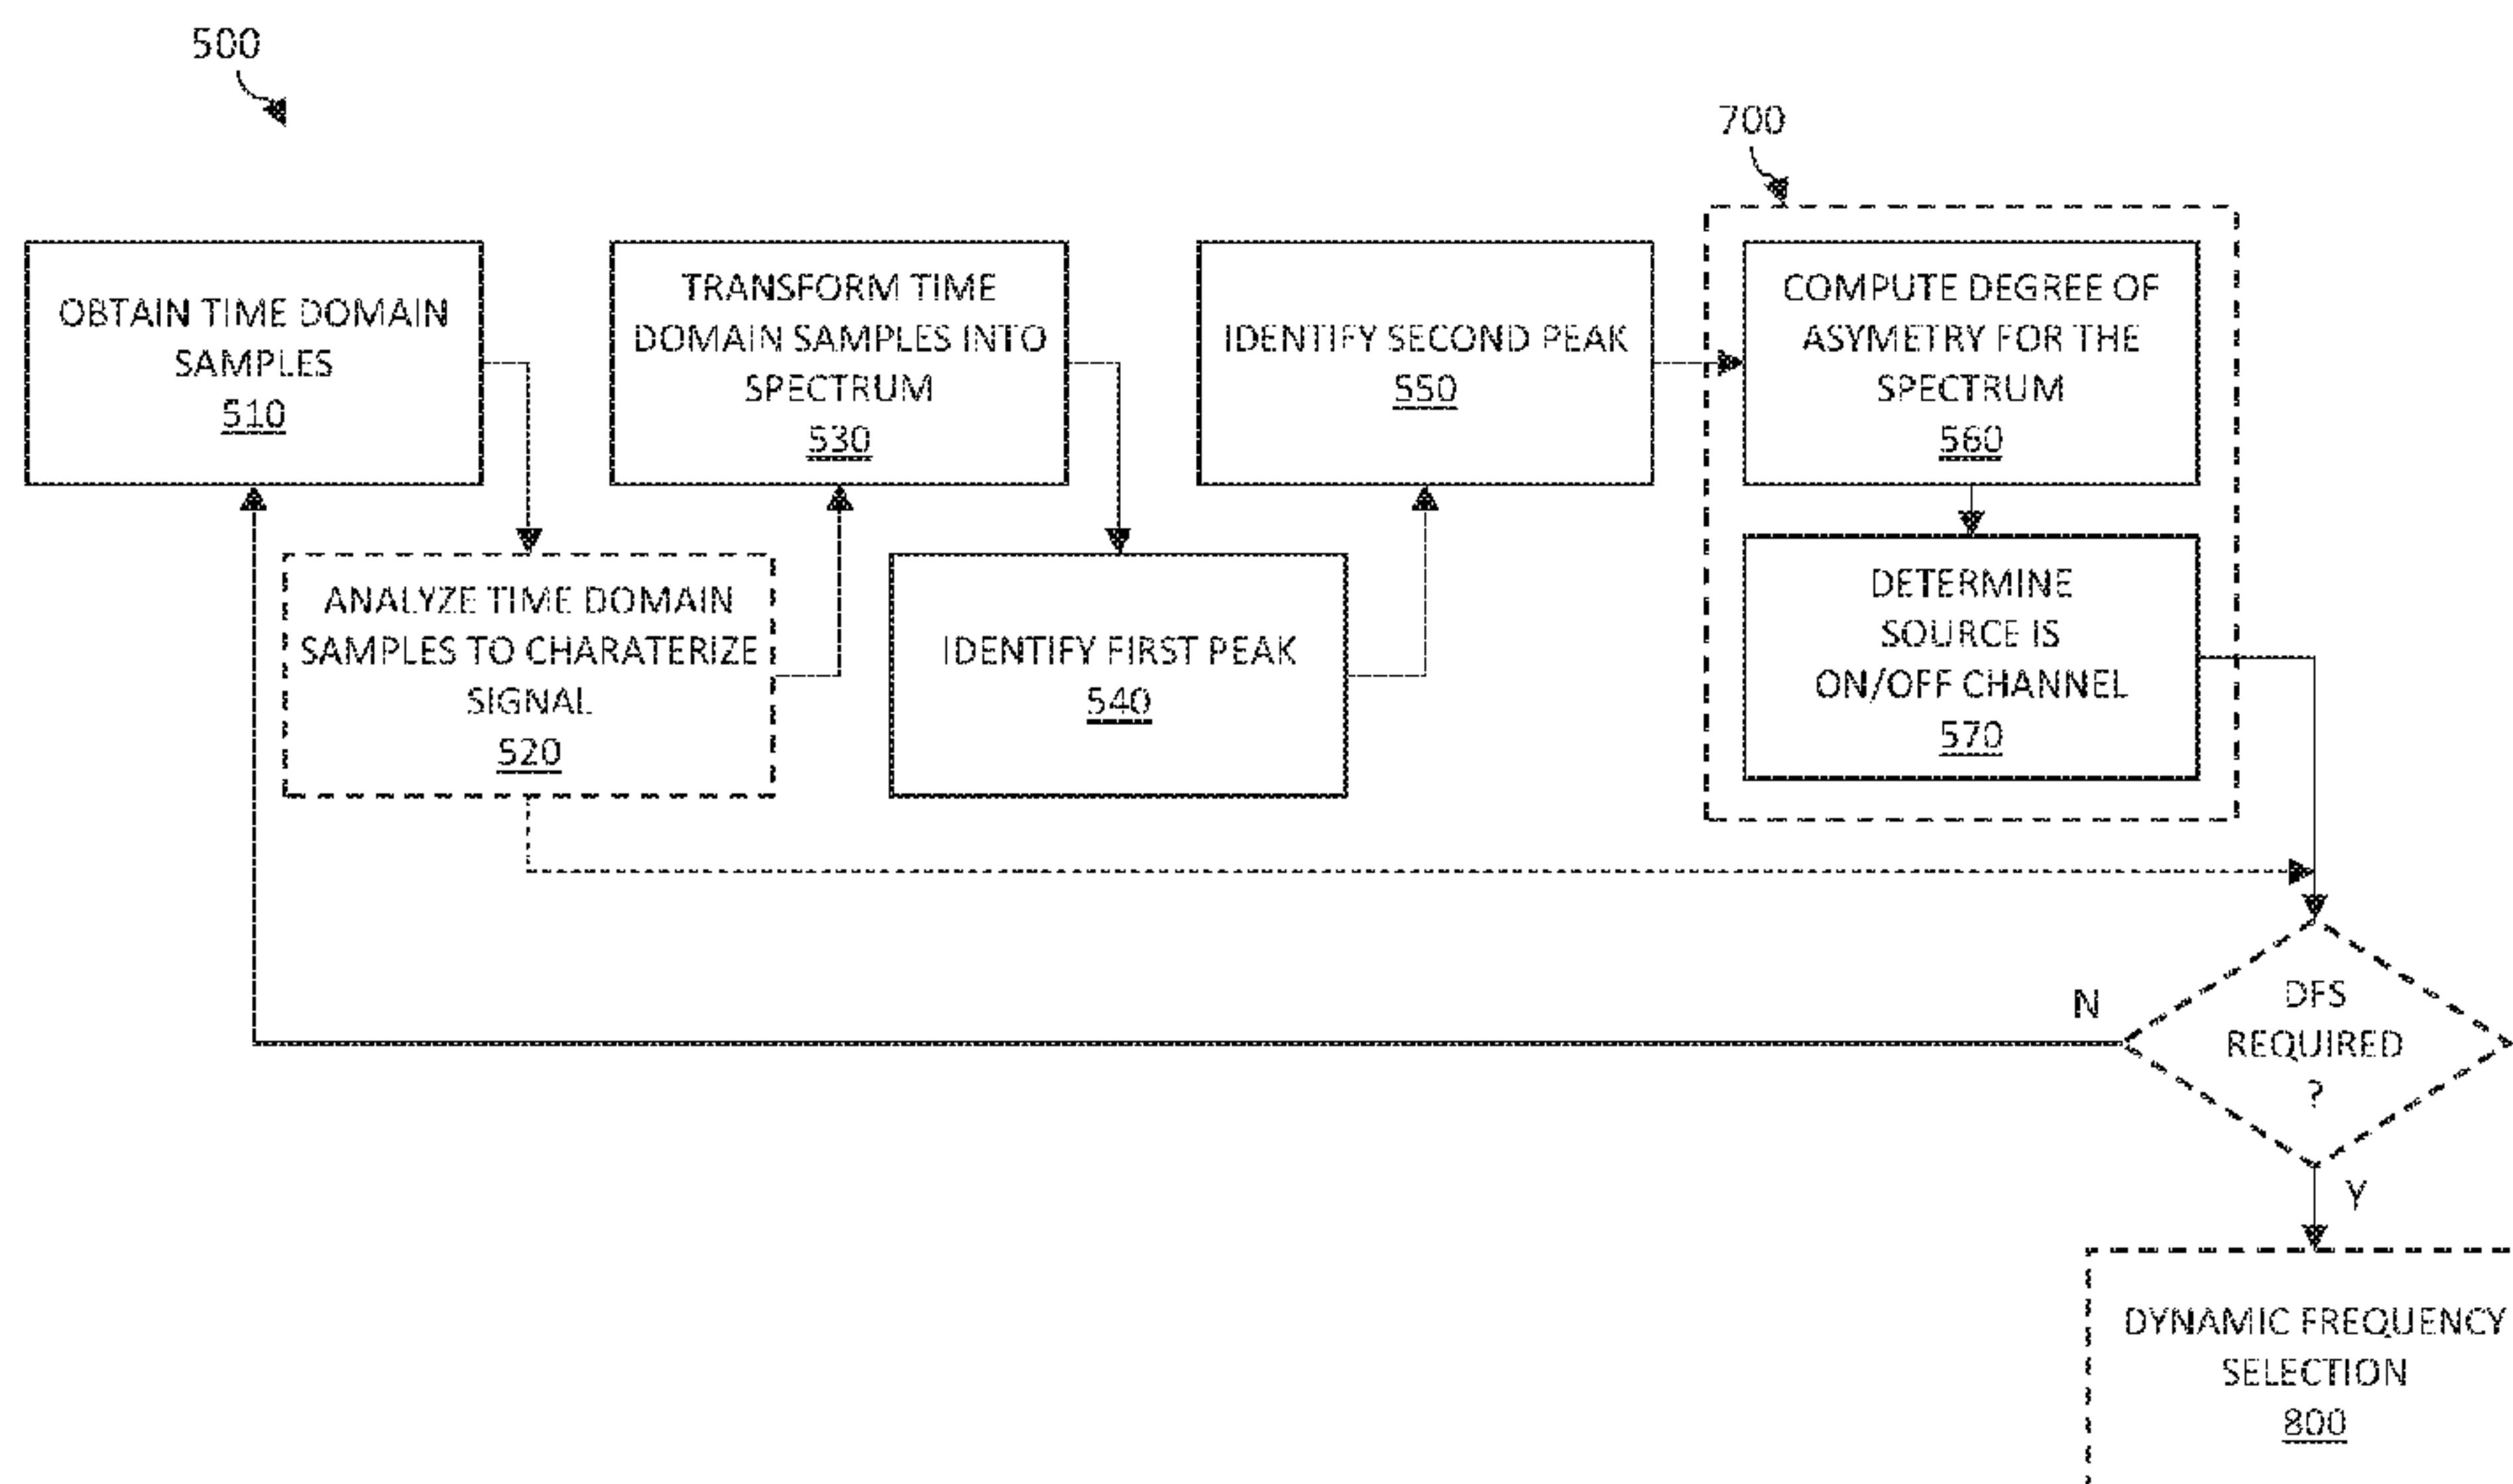 500
700
OBTAIN TIME DOMAIN
SAMPLES
510
ANALYZE TIME DOMAIN
SAMPLES TO CHARATERIZE
SIGNAL
520
TRANSFORM TIME
DOMAIN SAMPLES INTO
SPECTRUM
530
IDENTIFY FIRST PEAK
540
IDENTIFY SECOND PEAK
550
COMPUTE DEGREE OF
ASYMETRY FOR THE
SPECTRUM
560
DETERMINE
SOURCE IS
ON/OFF CHANNEL
570
DFS
REQUIRED
?
N
Y
DYNAMIC FREQUENCY
SELECTION
800